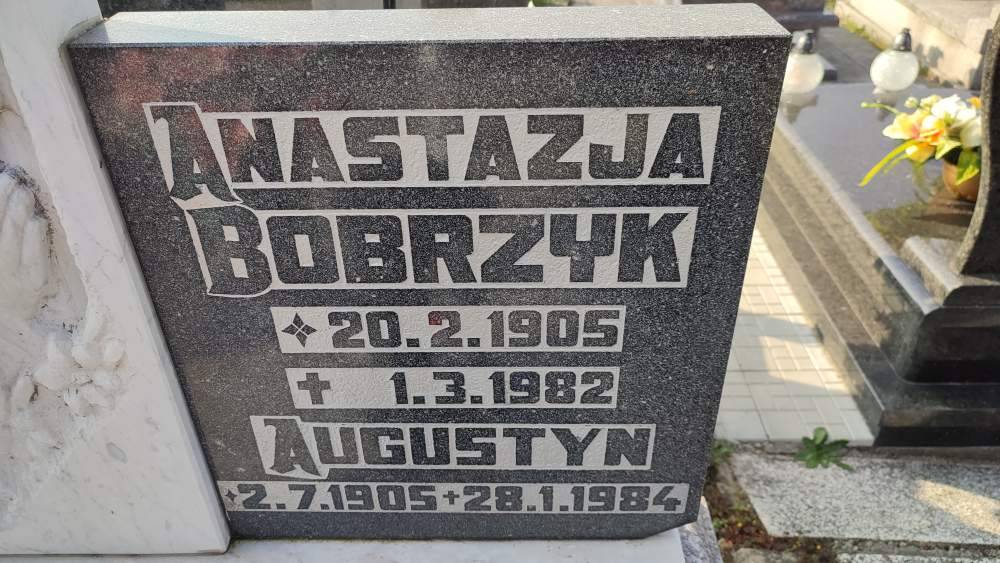 ANASTAZJA
BOBRZYK
✦ 20.2.1905
✝ 1.3.1982
AUGUSTYN
✦2.7.1905+28.1.1984